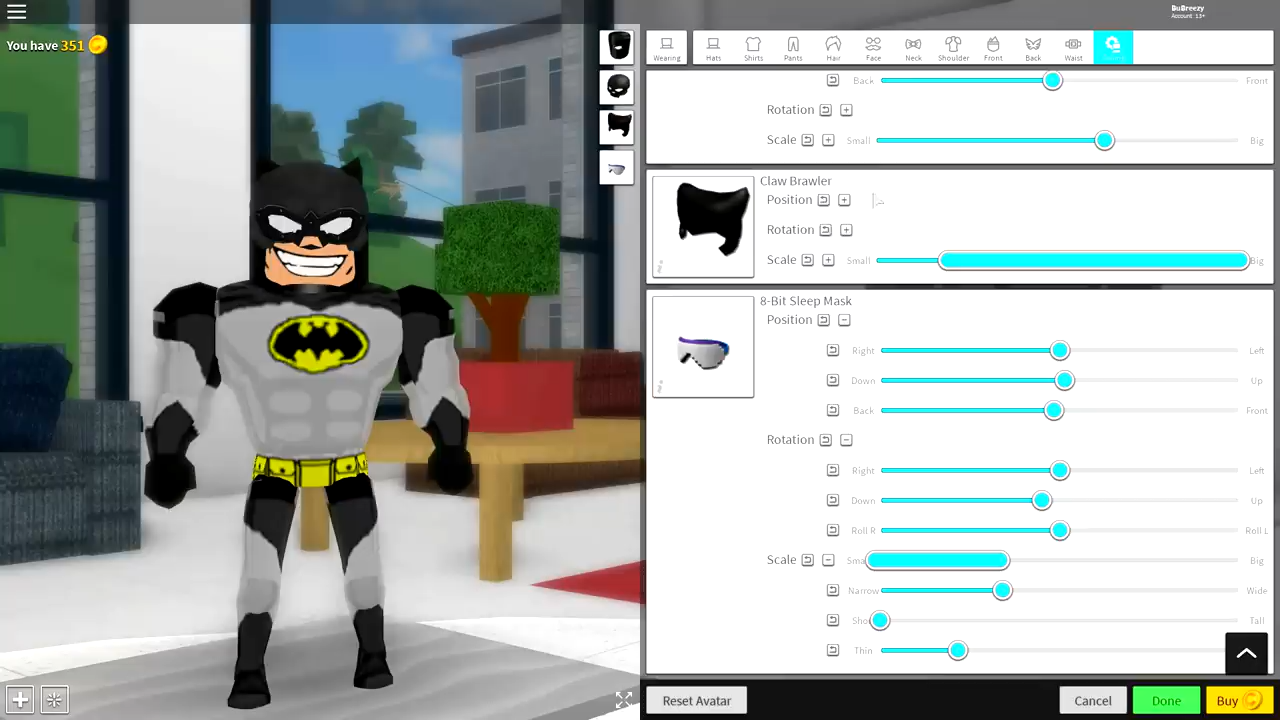 BuBreezy
Account: 13+
You have 351
Wearing Hats Shirts Pants Hair Face Neck Shoulder Front Back Waist
Back Front
Rotation
Scale Small Big
Claw Brawler
Position
Rotation
Scale Small Big
8-Bit Sleep Mask
Position
Right Left
Down Up
Back Front
Rotation
Right Left
Down Up
Roll R Roll L
Scale Sma Big
Narrow Wide
Sho Tall
Thin
Reset Avatar Cancel Done Buy